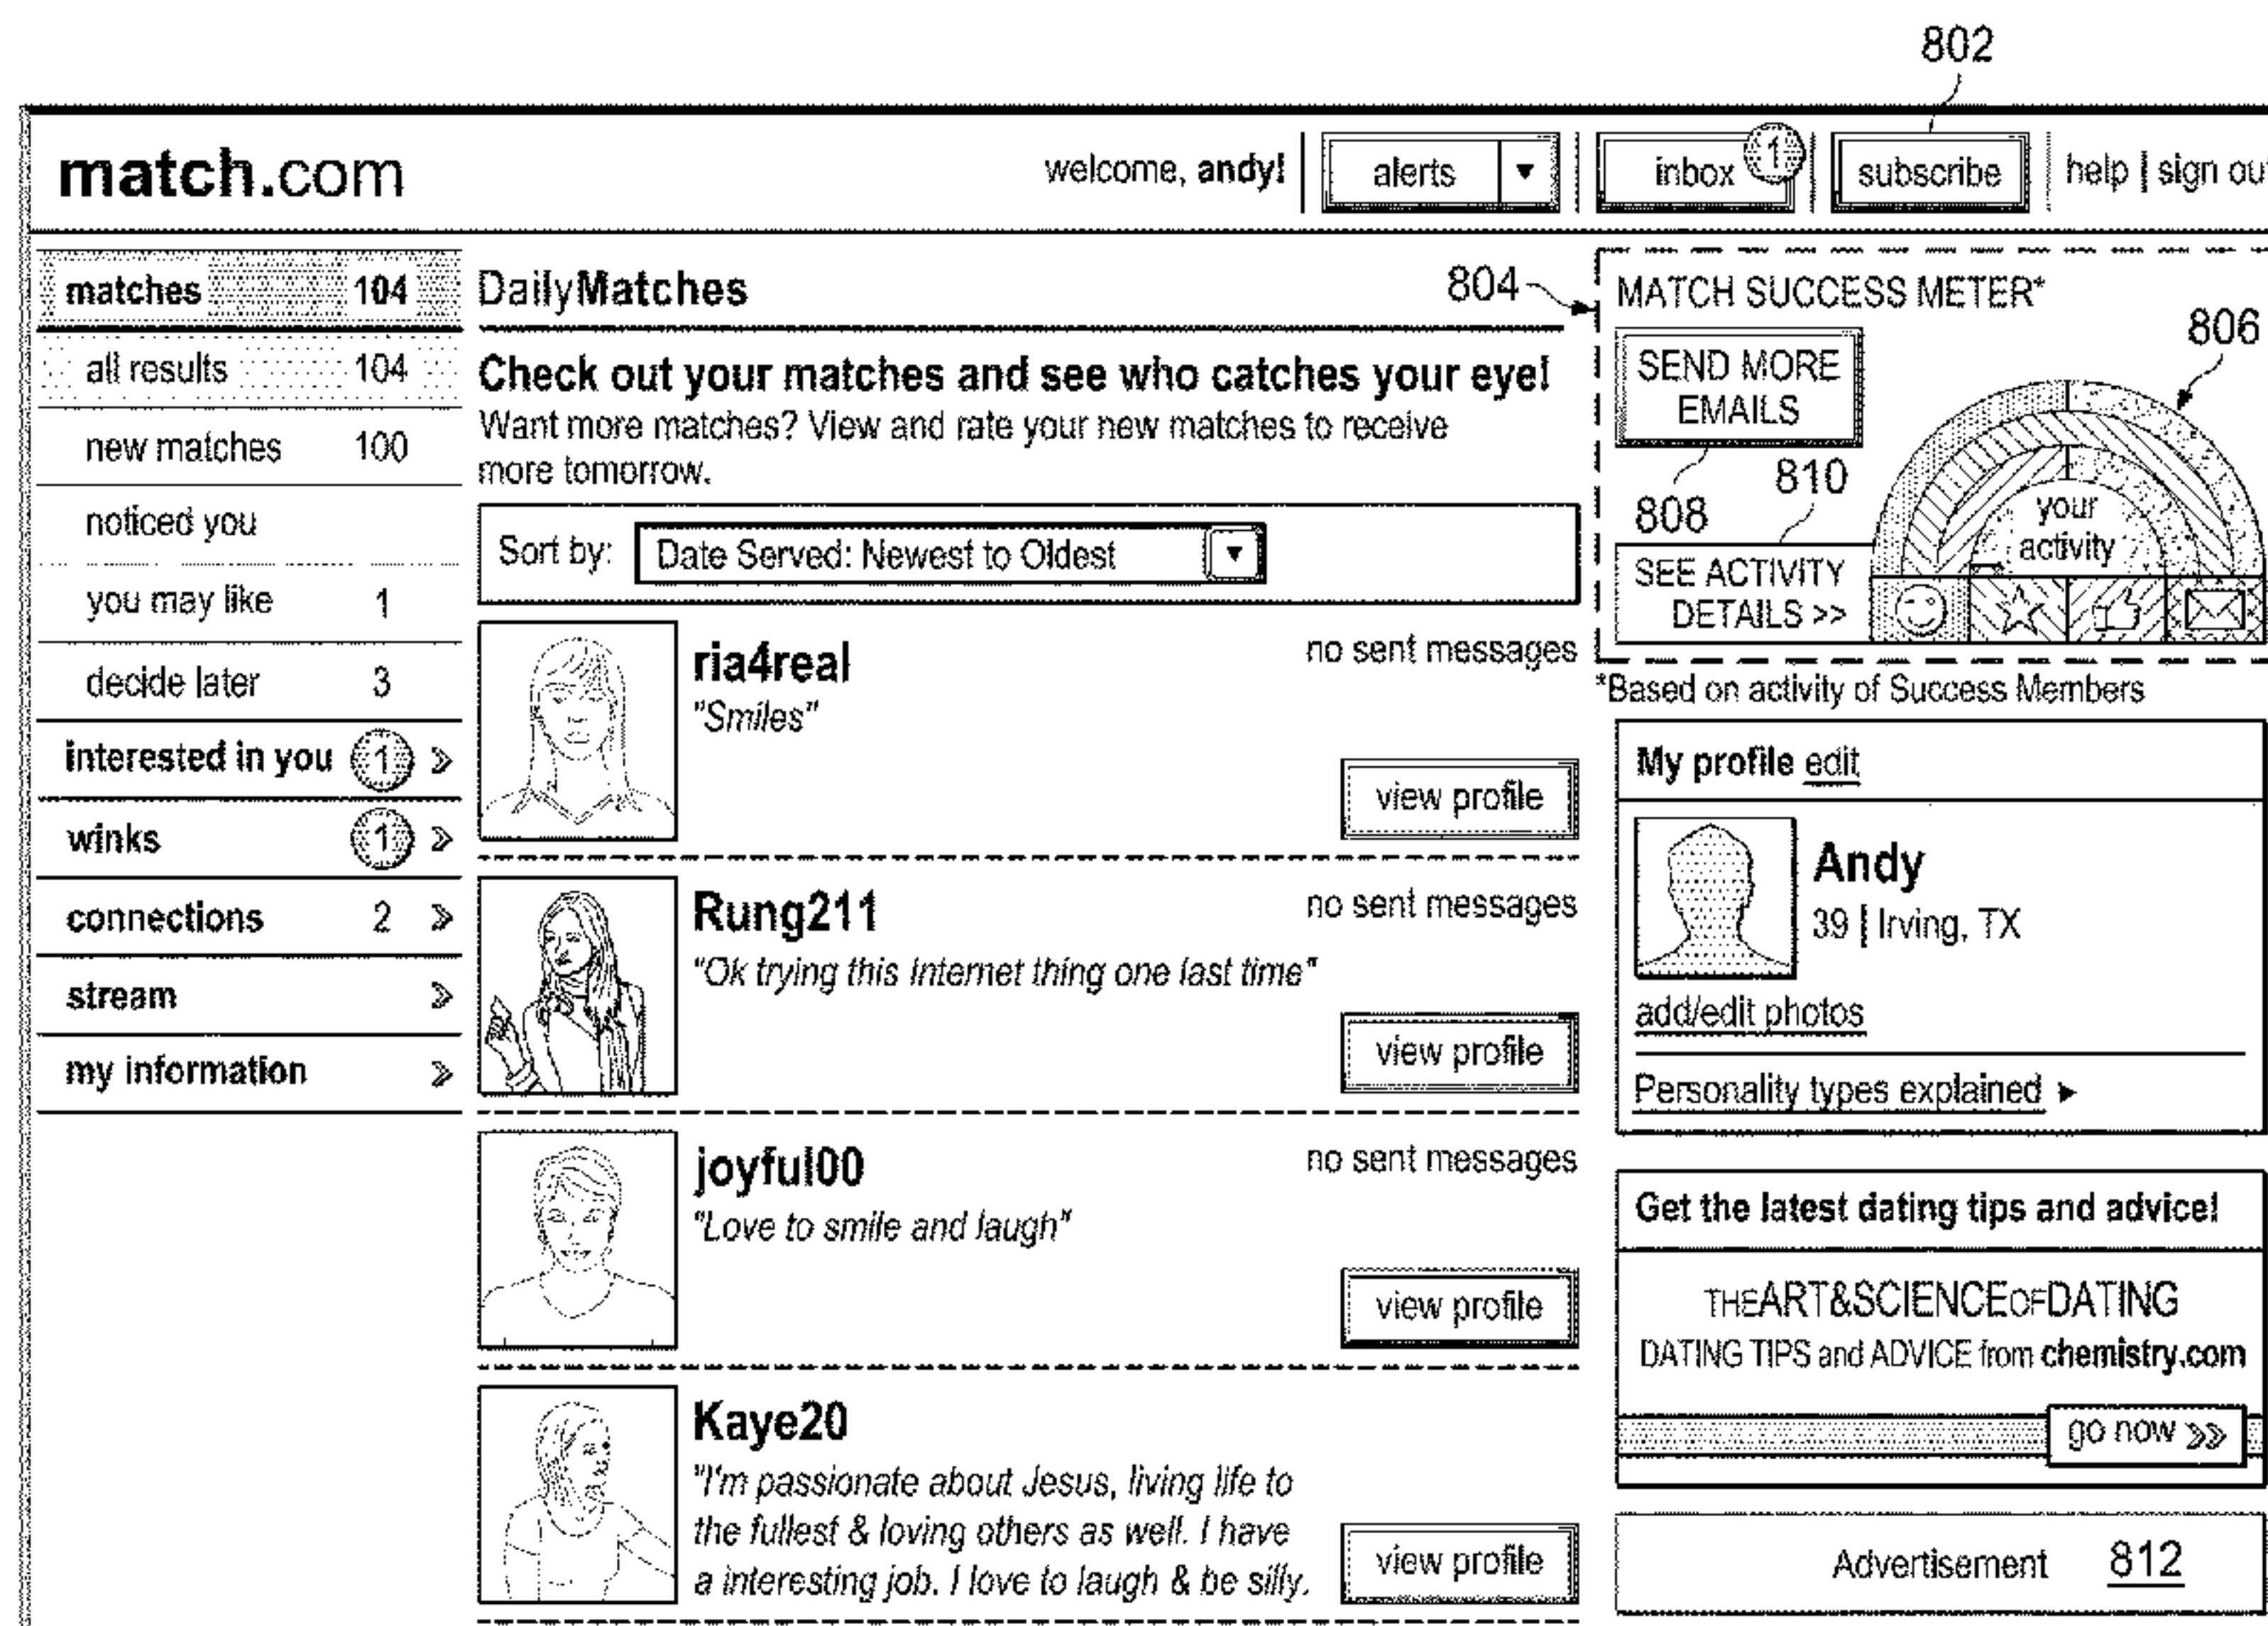 802
match.com
welcome, andy!
alerts
inbox 1
subscribe
help | sign out
matches 104
all results 104
new matches 100
noticed you
you may like 1
decide later 3
interested in you 1 »
winks 1 »
connections 2 »
stream »
my information »
DailyMatches
Check out your matches and see who catches your eye!
Want more matches? View and rate your new matches to receive
more tomorrow.
Sort by: Date Served: Newest to Oldest
ria4real
no sent messages
"Smiles"
view profile
Rung211
no sent messages
"Ok trying this Internet thing one last time"
view profile
joyful00
no sent messages
"Love to smile and laugh"
view profile
Kaye20
"I'm passionate about Jesus, living life to
the fullest & loving others as well. I have
a interesting job. I love to laugh & be silly.
view profile
804
MATCH SUCCESS METER*
806
SEND MORE
EMAILS
808
810
your
activity
SEE ACTIVITY
DETAILS >>
*Based on activity of Success Members
My profile edit
Andy
39 | Irving, TX
add/edit photos
Personality types explained
Get the latest dating tips and advice!
THEART&SCIENCEOFDATING
DATING TIPS and ADVICE from chemistry.com
go now »
Advertisement 812